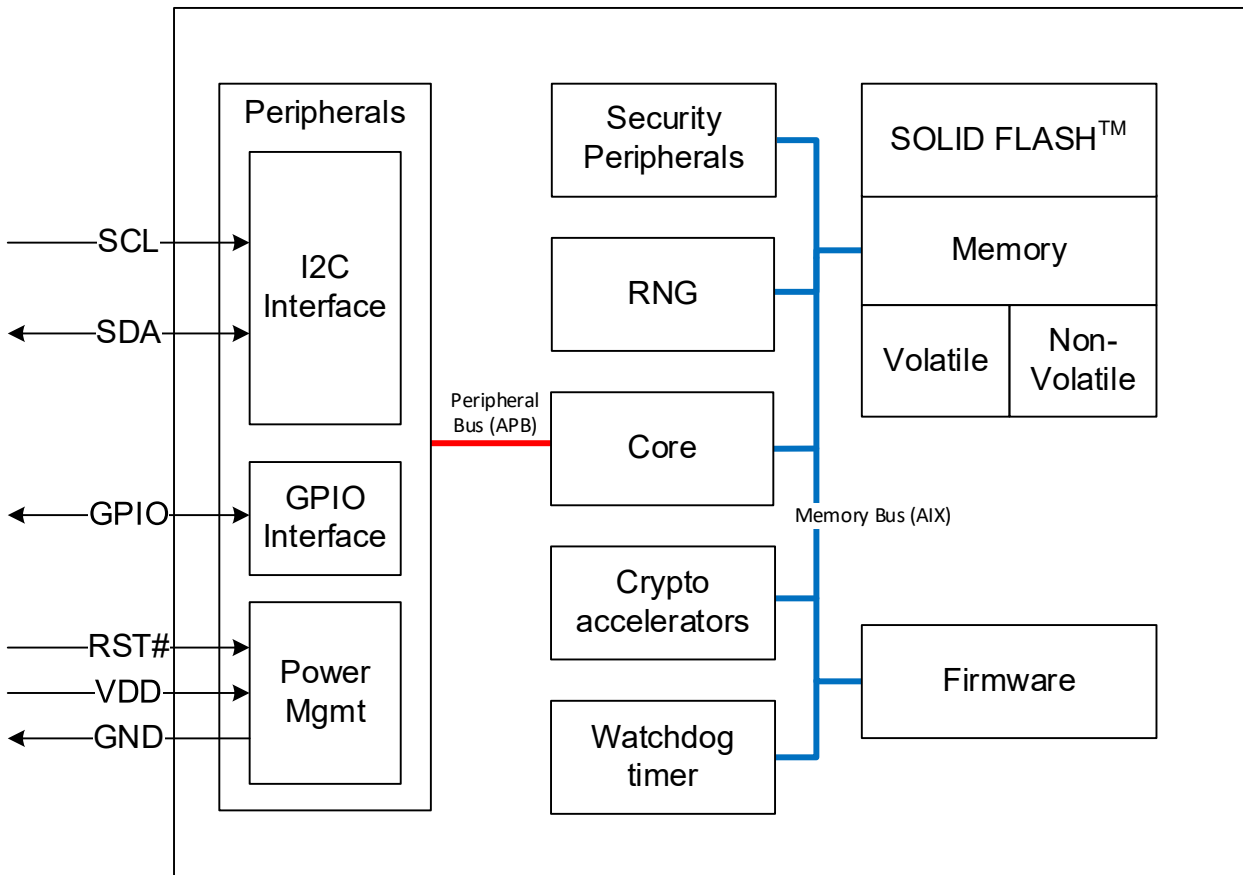 Peripherals
I2C
Interface
GPIO
Interface
Power
Mgmt
SCL
SDA
GPIO
RST#
VDD
GND
Peripheral
Bus (APB)
Security
Peripherals
RNG
Core
Crypto
accelerators
Watchdog
timer
Memory Bus (AIX)
SOLID FLASH™
Memory
Volatile
Non-
Volatile
Firmware